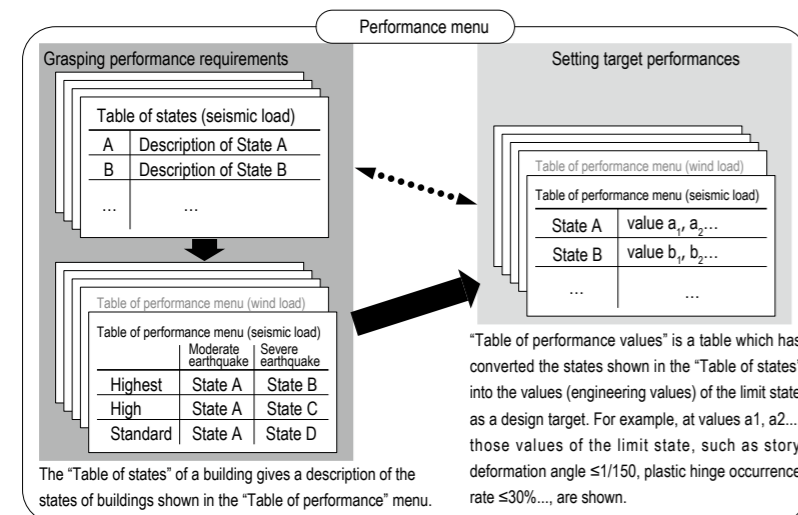 Performance menu
Grasping performance requirements
Table of states (seismic load)
A Description of State A
B Description of State B
... ...
Table of performance menu (wind load)
Table of performance menu (seismic load)
Moderate earthquake Severe earthquake
Highest State A State B
High State A State C
Standard State A State D
The “Table of states” of a building gives a description of the
states of buildings shown in the “Table of performance” menu.
Setting target performances
Table of performance menu (wind load)
Table of performance menu (seismic load)
State A value a1, a2...
State B value b1, b2...
... ...
“Table of performance values” is a table which has
converted the states shown in the “Table of states”
into the values (engineering values) of the limit state
as a design target. For example, at values a1, a2...
those values of the limit state, such as story
deformation angle ≤1/150, plastic hinge occurrence
rate ≤30%..., are shown.